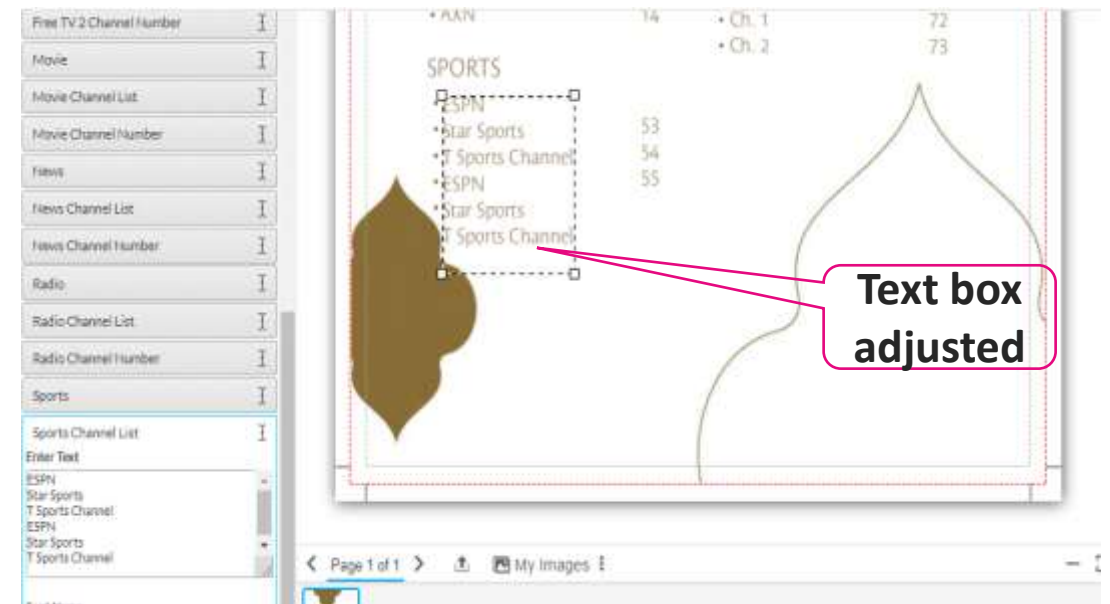 Free TV 2 Channel Number
Movie
Movie Channel List
Movie Channel Number
News
News Channel List
News Channel Number
Radio
Radio Channel List
Radio Channel Number
Sports
Sports Channel List
Enter Text
ESPN
Star Sports
T Sports Channel
ESPN
Star Sports
T Sports Channel
• AXN 14
• Ch. 1 72
• Ch. 2 73
SPORTS
• ESPN
• Star Sports 53
• T Sports Channel 54
• ESPN 55
• Star Sports
• T Sports Channel
Text box
adjusted
Page 1 of 1
My Images